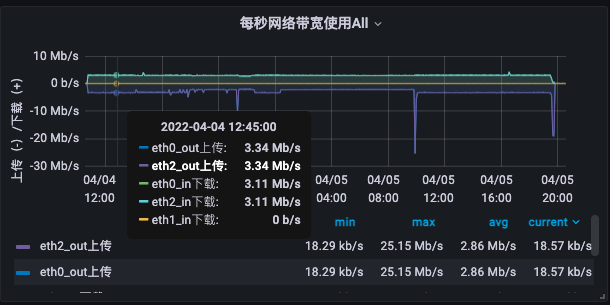 每秒网络带宽使用All
上传（-）/下载（+）
10 Mb/s
0 b/s
-10 Mb/s
-20 Mb/s
-30 Mb/s
2022-04-04 12:45:00
eth0_out上传: 3.34 Mb/s
eth2_out上传: 3.34 Mb/s
eth0_in下载: 3.11 Mb/s
eth2_in下载: 3.11 Mb/s
eth1_in下载: 0 b/s
04/04 12:00
04/05 04:00
04/05 08:00
04/05 12:00
04/05 16:00
04/05 20:00
min max avg current
eth2_out上传 18.29 kb/s 25.15 Mb/s 2.86 Mb/s 18.57 kb/s
eth0_out上传 18.29 kb/s 25.15 Mb/s 2.86 Mb/s 18.57 kb/s